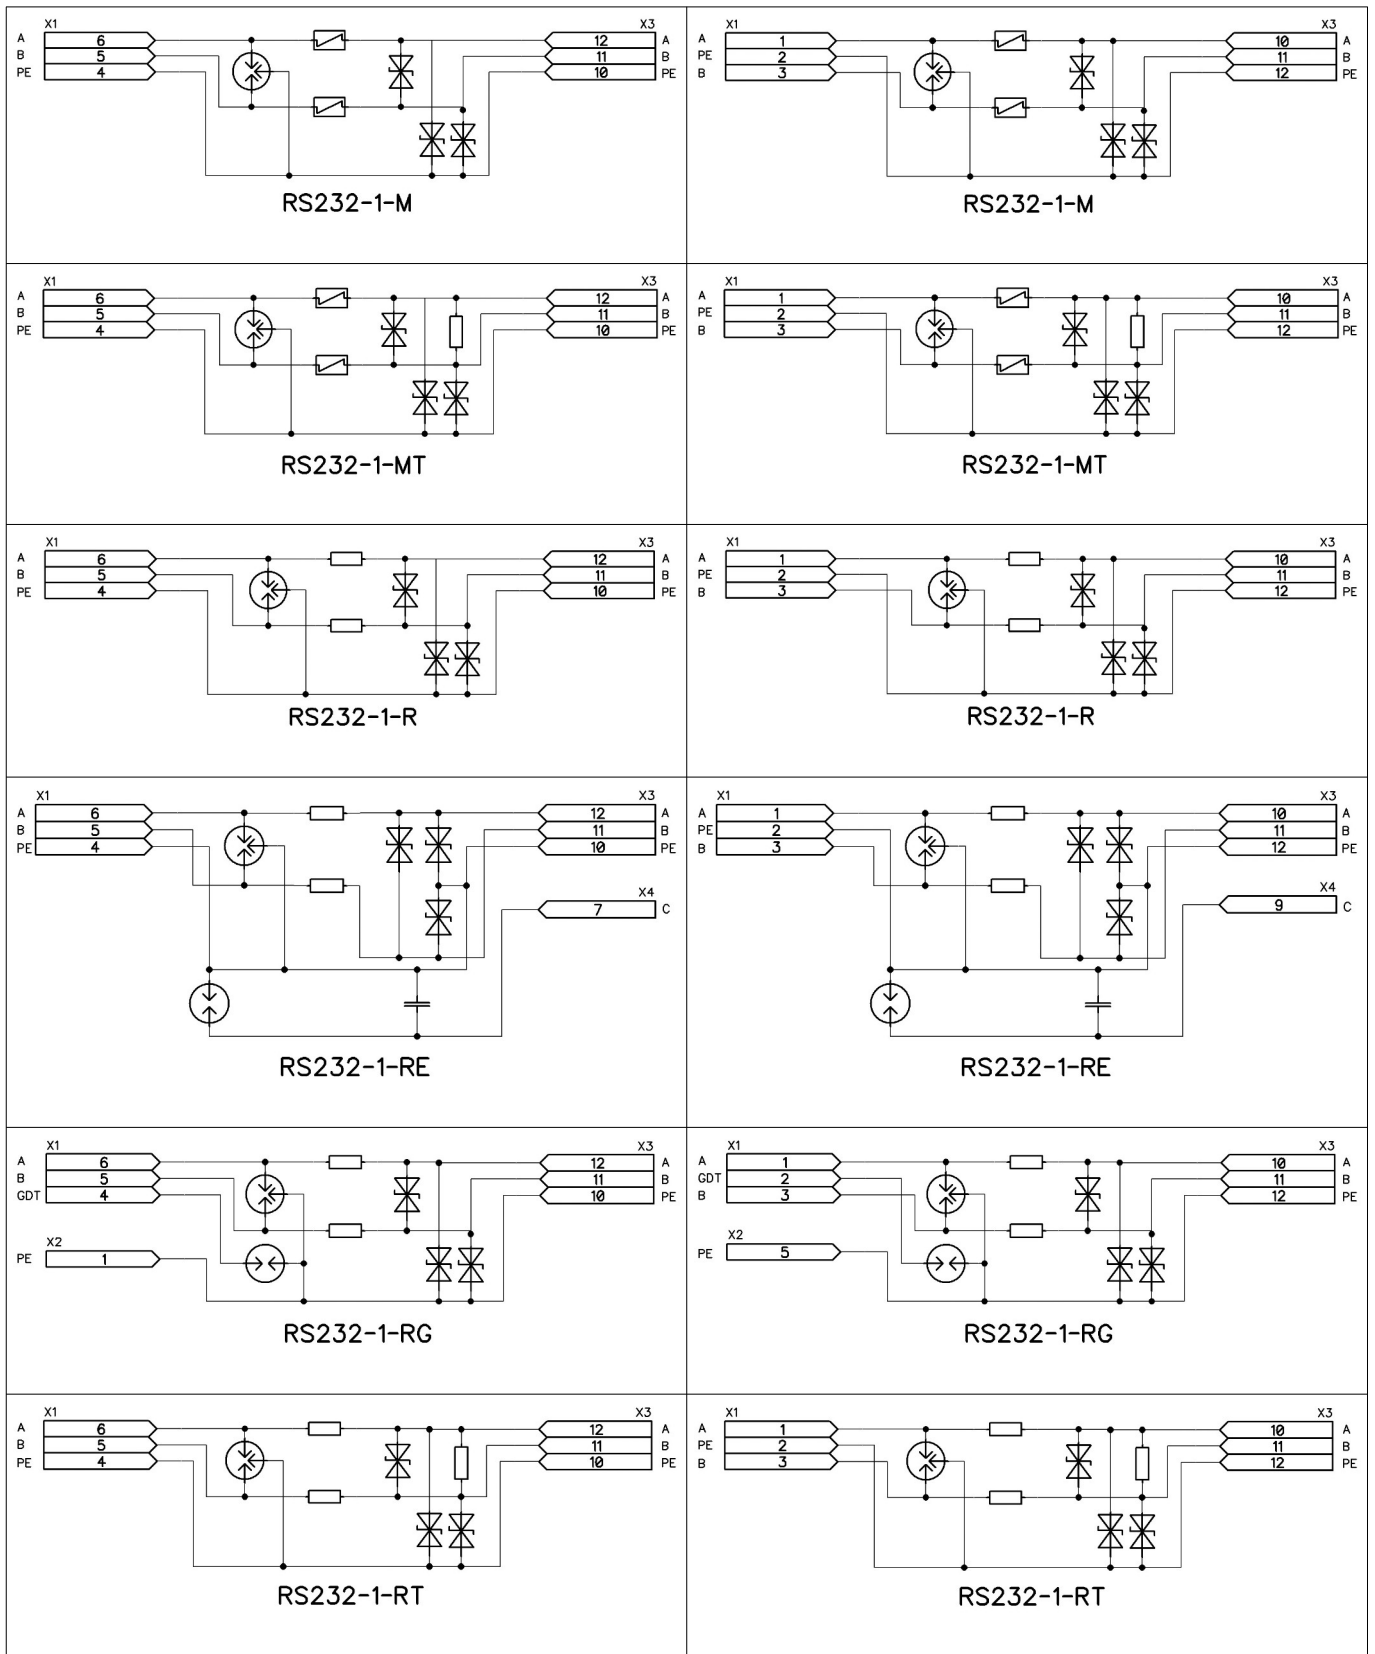 X1 X3 X1 X3
A 6 12 A A 1 10 A
B 5 11 B PE 2 11 B
PE 4 10 PE B 3 12 PE
RS232-1-M RS232-1-M
X1 X3 X1 X3
A 6 12 A A 1 10 A
B 5 11 B PE 2 11 B
PE 4 10 PE B 3 12 PE
RS232-1-MT RS232-1-MT
X1 X3 X1 X3
A 6 12 A A 1 10 A
B 5 11 B PE 2 11 B
PE 4 10 PE B 3 12 PE
RS232-1-R RS232-1-R
X1 X3 X1 X3
A 6 12 A A 1 10 A
B 5 11 B PE 2 11 B
PE 4 10 PE B 3 12 PE
X4 X4
7 C 9 C
RS232-1-RE RS232-1-RE
X1 X3 X1 X3
A 6 12 A A 1 10 A
B 5 11 B GDT 2 11 B
GDT 4 10 PE B 3 12 PE
X2 X2
PE 1 PE 5
RS232-1-RG RS232-1-RG
X1 X3 X1 X3
A 6 12 A A 1 10 A
B 5 11 B PE 2 11 B
PE 4 10 PE B 3 12 PE
RS232-1-RT RS232-1-RT